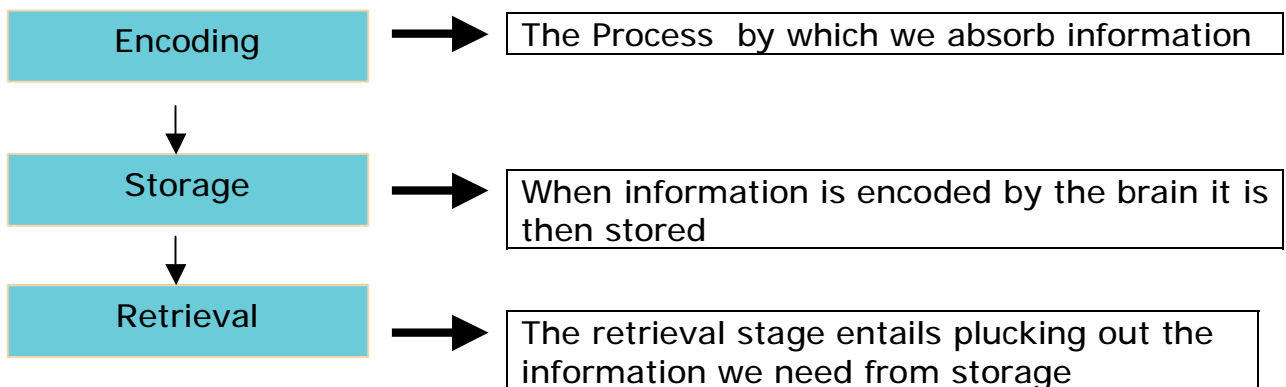 Encoding
The Process by which we absorb information
Storage
When information is encoded by the brain it is
then stored
Retrieval
The retrieval stage entails plucking out the
information we need from storage